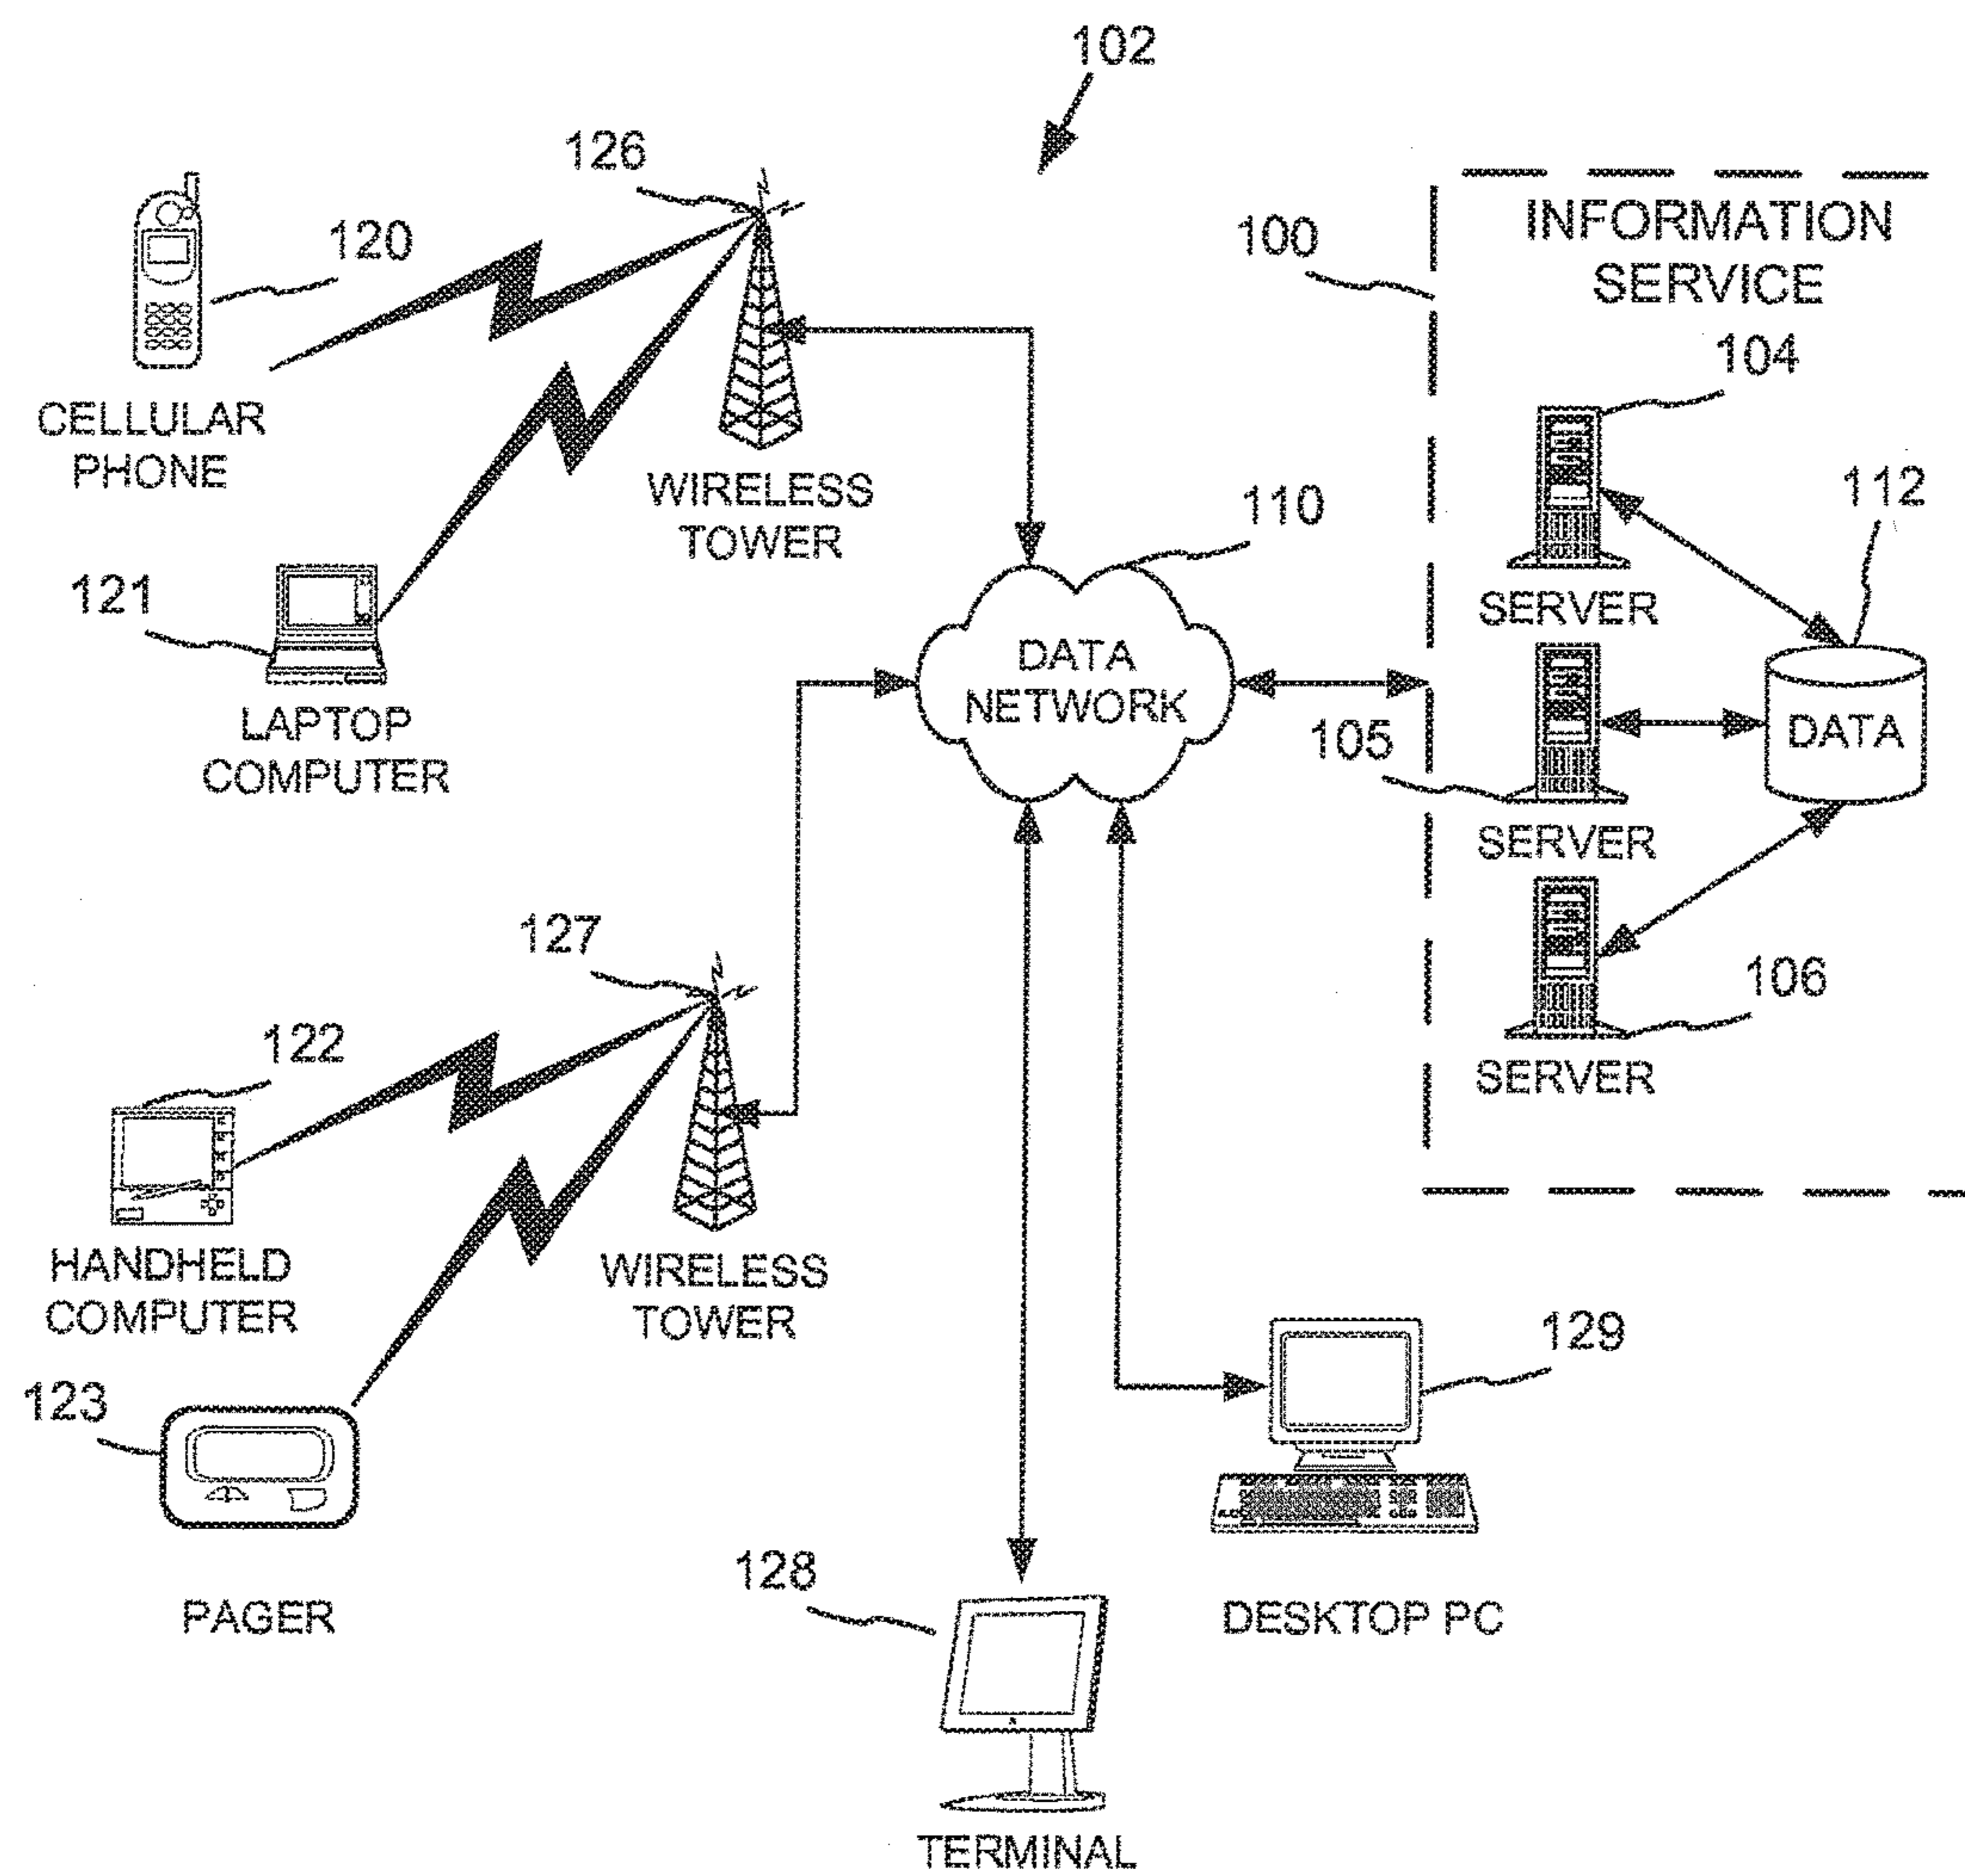 102
126
120
CELLULAR
PHONE
WIRELESS
TOWER
121
LAPTOP
COMPUTER
100
INFORMATION
SERVICE
104
SERVER
112
110
DATA
NETWORK
105
SERVER
DATA
106
SERVER
127
122
HANDHELD
COMPUTER
WIRELESS
TOWER
123
PAGER
129
DESKTOP PC
128
TERMINAL